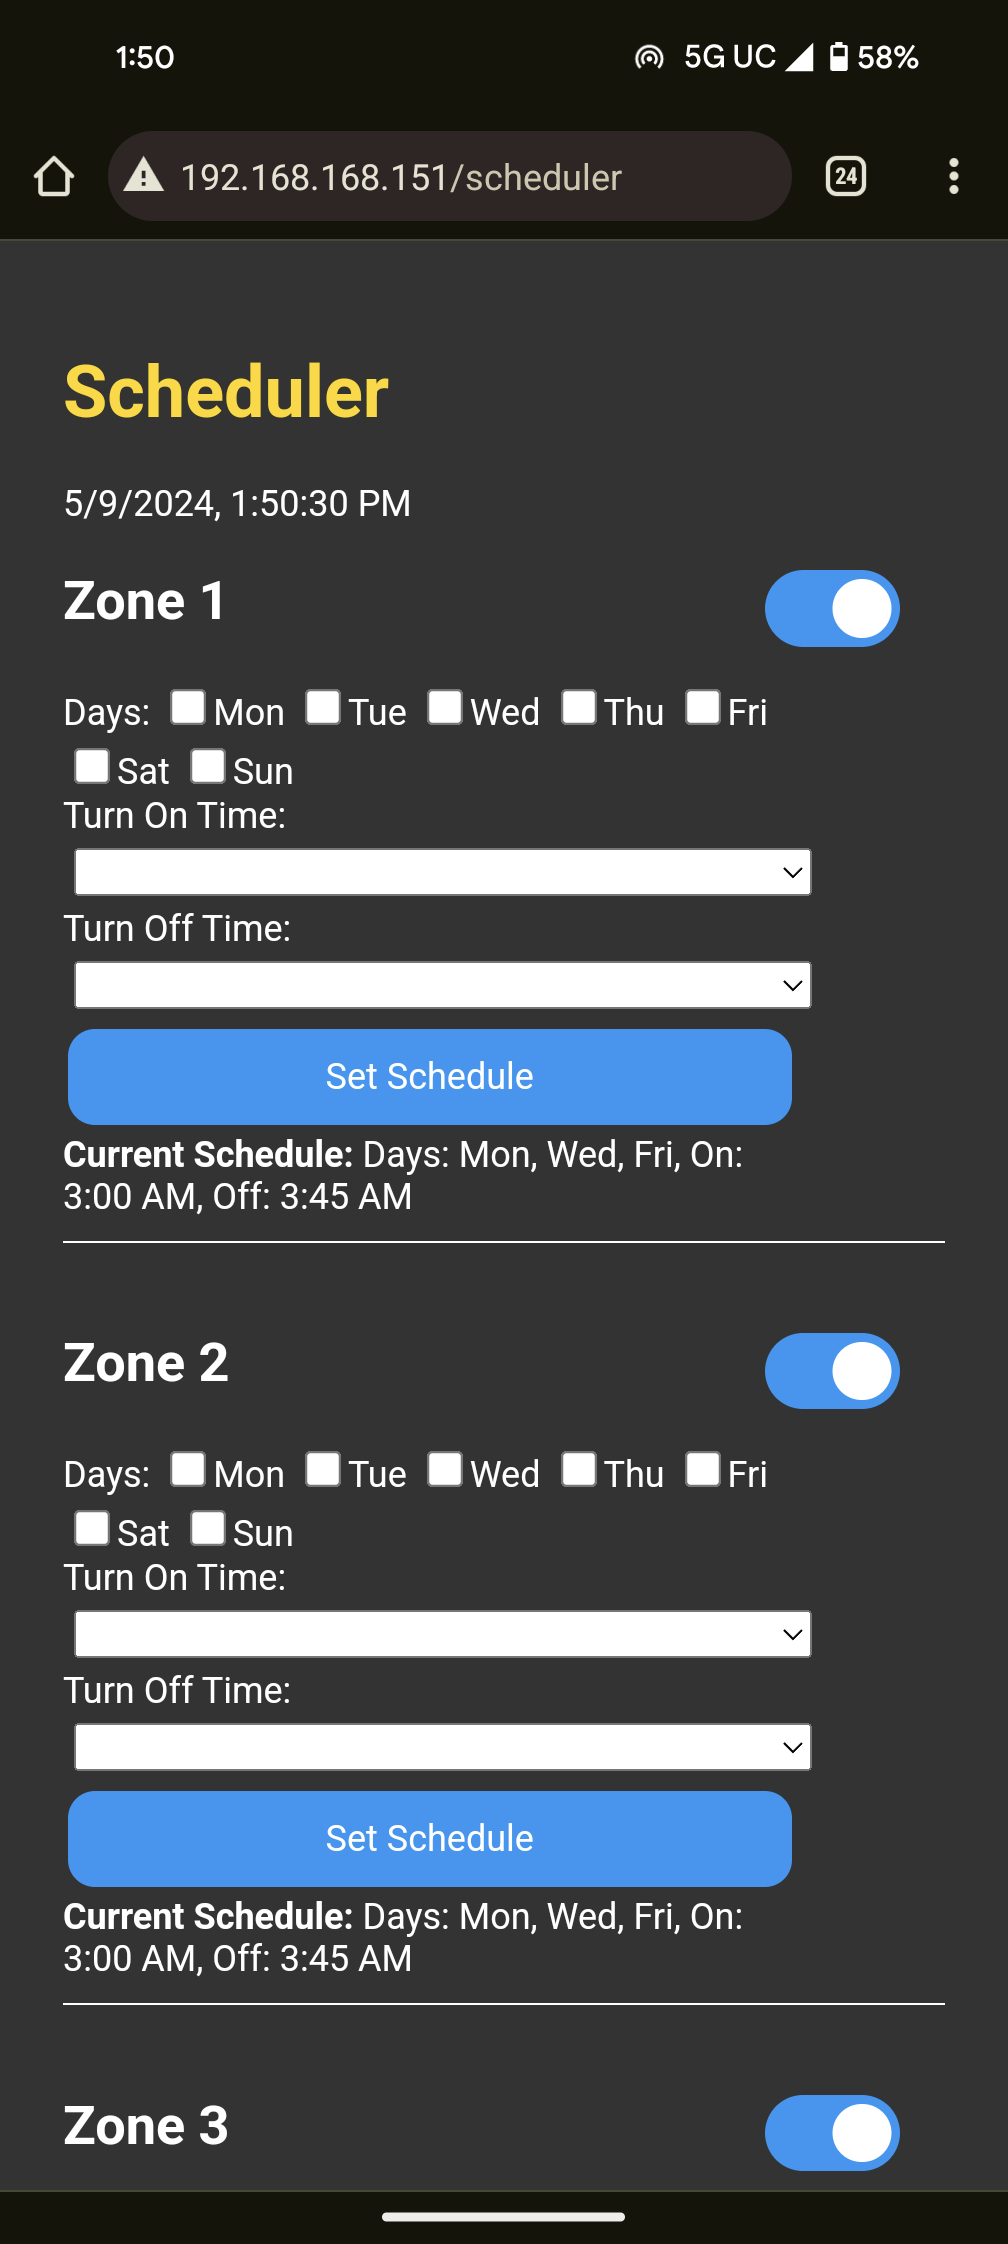 1:50 5G UC 58%
192.168.168.151/scheduler 24
Scheduler
5/9/2024, 1:50:30 PM
Zone 1
Days: Mon Tue Wed Thu Fri
Sat Sun
Turn On Time:
Turn Off Time:
Set Schedule
Current Schedule: Days: Mon, Wed, Fri, On:
3:00 AM, Off: 3:45 AM
Zone 2
Days: Mon Tue Wed Thu Fri
Sat Sun
Turn On Time:
Turn Off Time:
Set Schedule
Current Schedule: Days: Mon, Wed, Fri, On:
3:00 AM, Off: 3:45 AM
Zone 3